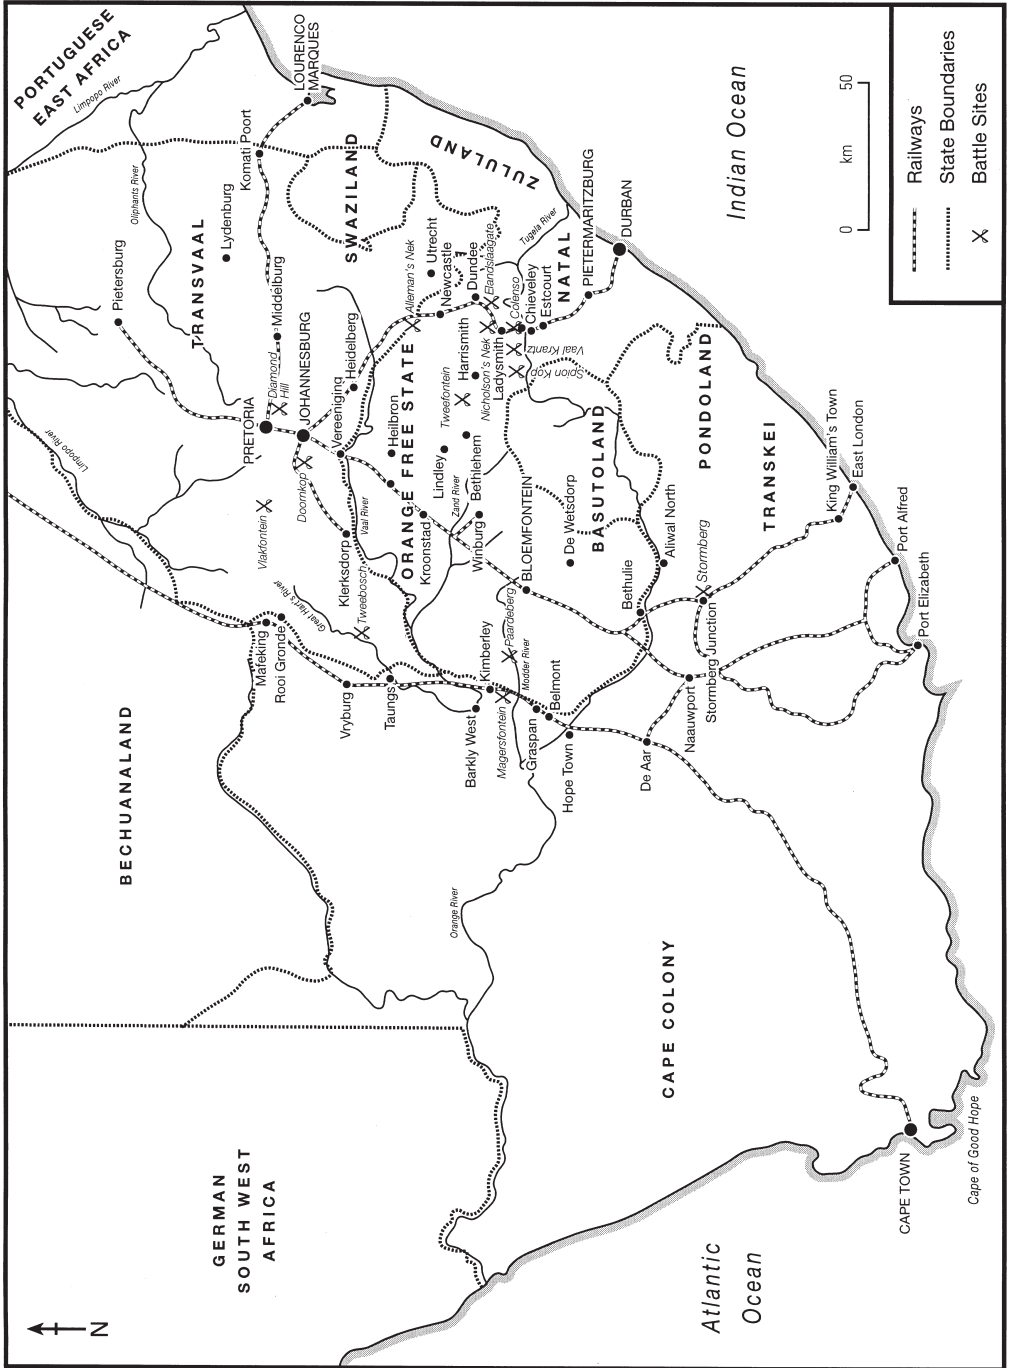 PORTUGUESE
EAST AFRICA
Limpopo River
LOURENCO
MARQUES
Komati Poort
Oliphants River
Lydenburg
TRANSVAAL
Pietersburg
SWAZILAND
ZULULAND
Middelburg
Diamond
Hill
PRETORIA
JOHANNESBURG
Heidelberg
Vereeniging
Alleman's Nek
Utrecht
Newcastle
Dundee
Elandslaagte
Tugela River
Colenso
Chieveley
Estcourt
NATAL
PIETERMARITZBURG
DURBAN
Indian Ocean
Limpopo River
Vlakfontein
Doornkop
Klerksdorp
Vaal River
Heilbron
ORANGE FREE STATE
Tweefontein
Harrismith
Nicholson's Nek
Ladysmith
Vaal Krantz
Spion Kop
Lindley
Bethlehem
Zand River
Kroonstad
Winburg
BLOEMFONTEIN
De Wetsdorp
BASUTOLAND
PONDOLAND
TRANSKEI
Great Hart's River
Tweebosch
BECHUANALAND
Mafeking
Rooi Gronde
Vryburg
Taungs
Kimberley
Paardeberg
Modder River
Barkly West
Magersfontein
Graspan
Belmont
Hope Town
Bethulie
Aliwal North
Stormberg
Stormberg Junction
Naauwport
De Aar
King William's Town
East London
Port Alfred
Port Elizabeth
Orange River
CAPE COLONY
GERMAN
SOUTH WEST
AFRICA
CAPE TOWN
Cape of Good Hope
Atlantic
Ocean
N
0 km 50
Railways
State Boundaries
Battle Sites